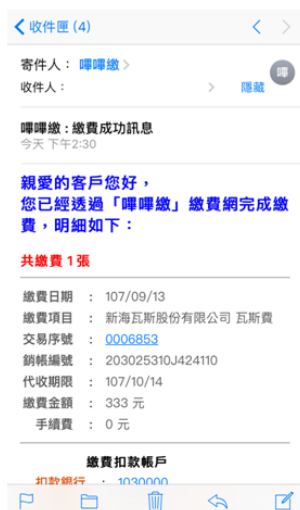 收件匣 (4)
寄件人： 嗶嗶繳
嗶
收件人：
隱藏
嗶嗶繳 : 繳費成功訊息
今天 下午2:30
親愛的客戶您好，
您已經透過「嗶嗶繳」繳費網完成繳
費，明細如下：
共繳費 1 張
繳費日期 : 107/09/13
繳費項目 : 新海瓦斯股份有限公司 瓦斯費
交易序號 : 0006853
銷帳編號 : 203025310J424110
代收期限 : 107/10/14
繳費金額 : 333 元
手續費 : 0 元
繳費扣款帳戶
扣款銀行 : 1030000